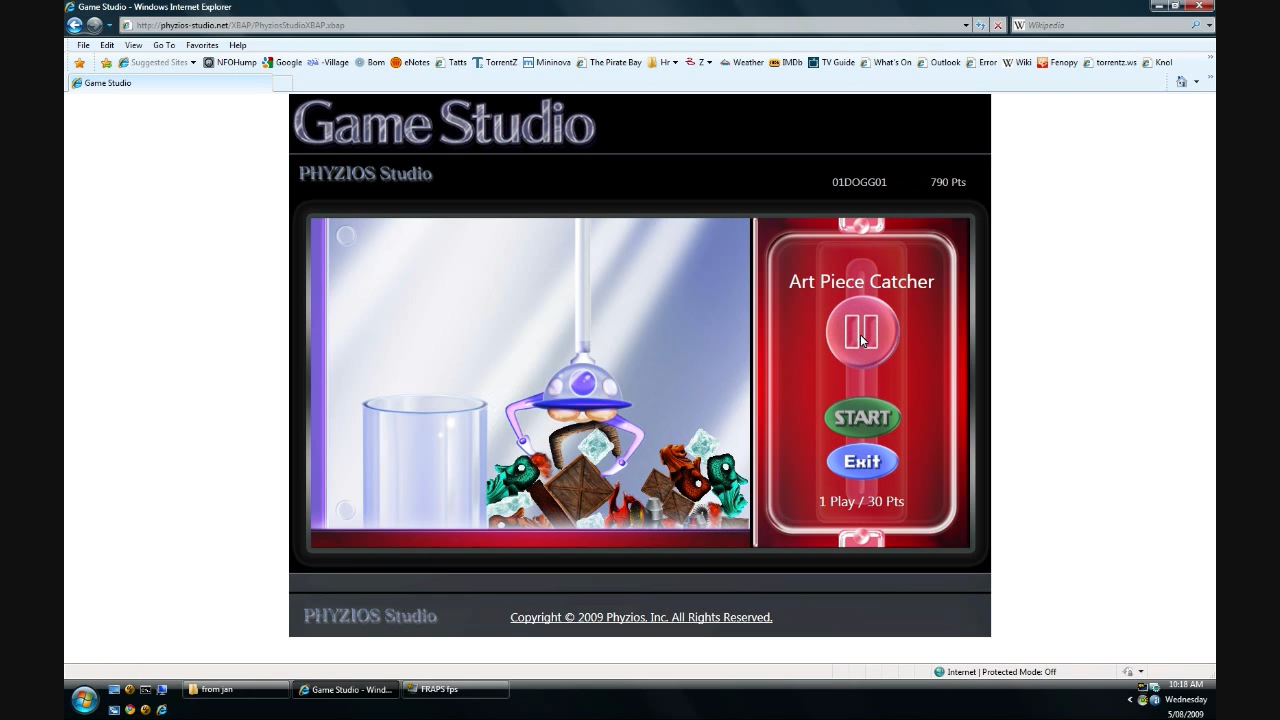 Game Studio - Windows Internet Explorer
http://phyzios-studio.net/XBAP/PhyziosStudioXBAP.xbap
Wikipedia
File Edit View Go To Favorites Help
Suggested Sites NFOHump Google -Village Bom eNotes Tatts TorrentZ Mininova The Pirate Bay Hr Z Weather IMDb TV Guide What's On Outlook Error Wiki Fenopy torrentz.ws Knol
Game Studio
Game Studio
PHYZIOS Studio
01DOGG01 790 Pts
Art Piece Catcher
START
Exit
1 Play / 30 Pts
PHYZIOS Studio
Copyright © 2009 Phyzios, Inc. All Rights Reserved.
Internet | Protected Mode: Off
from jan
Game Studio - Wind...
FRAPS fps
10:18 AM
Wednesday
5/08/2009